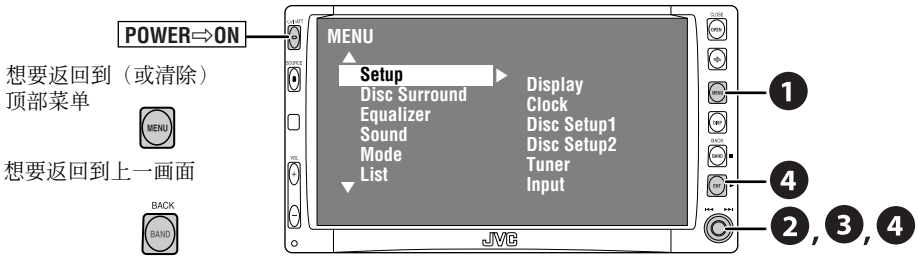 POWER⇨ON
想要返回到（或清除）
顶部菜单
MENU
想要返回到上一画面
BACK
BAND
SOURCE
VOL
+
−
MENU
Setup
Disc Surround
Equalizer
Sound
Mode
List
Display
Clock
Disc Setup1
Disc Setup2
Tuner
Input
JVC
CLOSE
OPEN
MENU
DISP
BACK
BAND
ENT
1
4
2, 3, 4